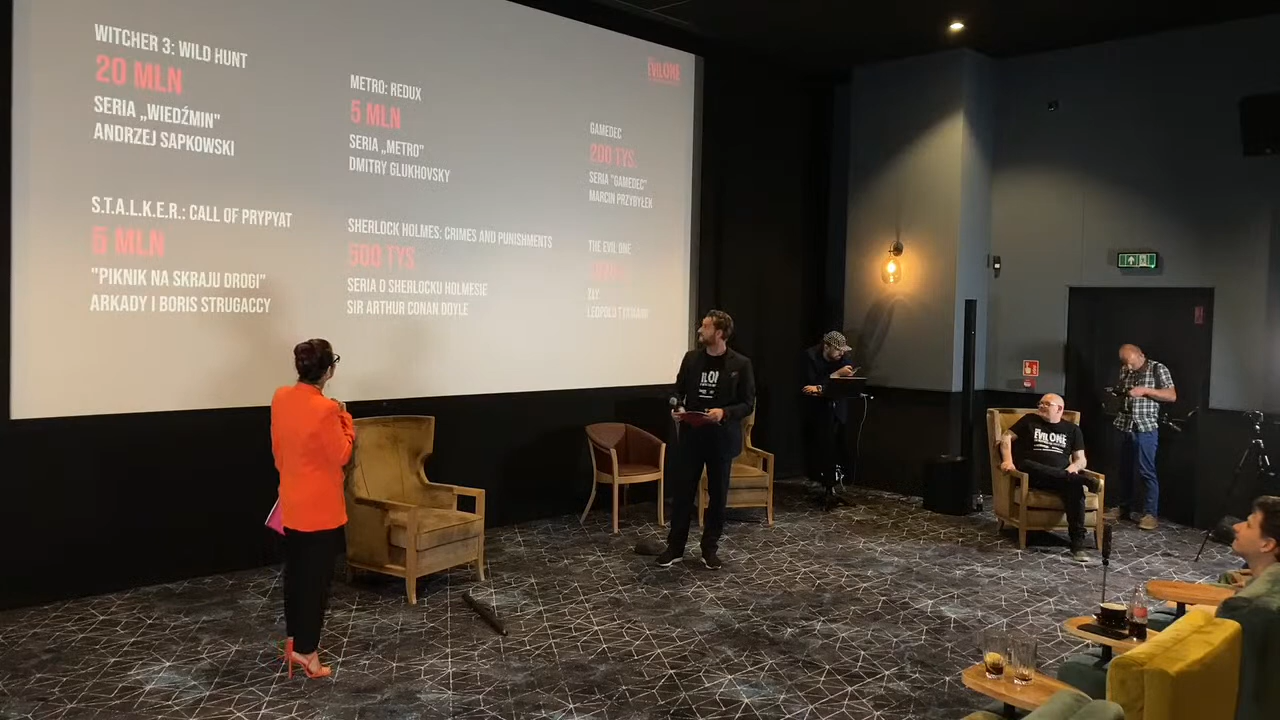 WITCHER 3: WILD HUNT
20 MLN
SERIA „WIEDŹMIN"
ANDRZEJ SAPKOWSKI
S.T.A.L.K.E.R.: CALL OF PRYPYAT
5 MLN
"PIKNIK NA SKRAJU DROGI"
ARKADY I BORIS STRUGACCY
METRO: REDUX
5 MLN
SERIA „METRO"
DMITRY GLUKHOVSKY
SHERLOCK HOLMES: CRIMES AND PUNISHMENTS
500 TYS.
SERIA O SHERLOCKU HOLMESIE
SIR ARTHUR CONAN DOYLE
EVIL ONE
GAMEDEC
200 TYS.
SERIA "GAMEDEC"
MARCIN PRZYBYŁEK
THE EVIL ONE
ZŁY
LEOPOLD TYRMAND
EVIL ONE